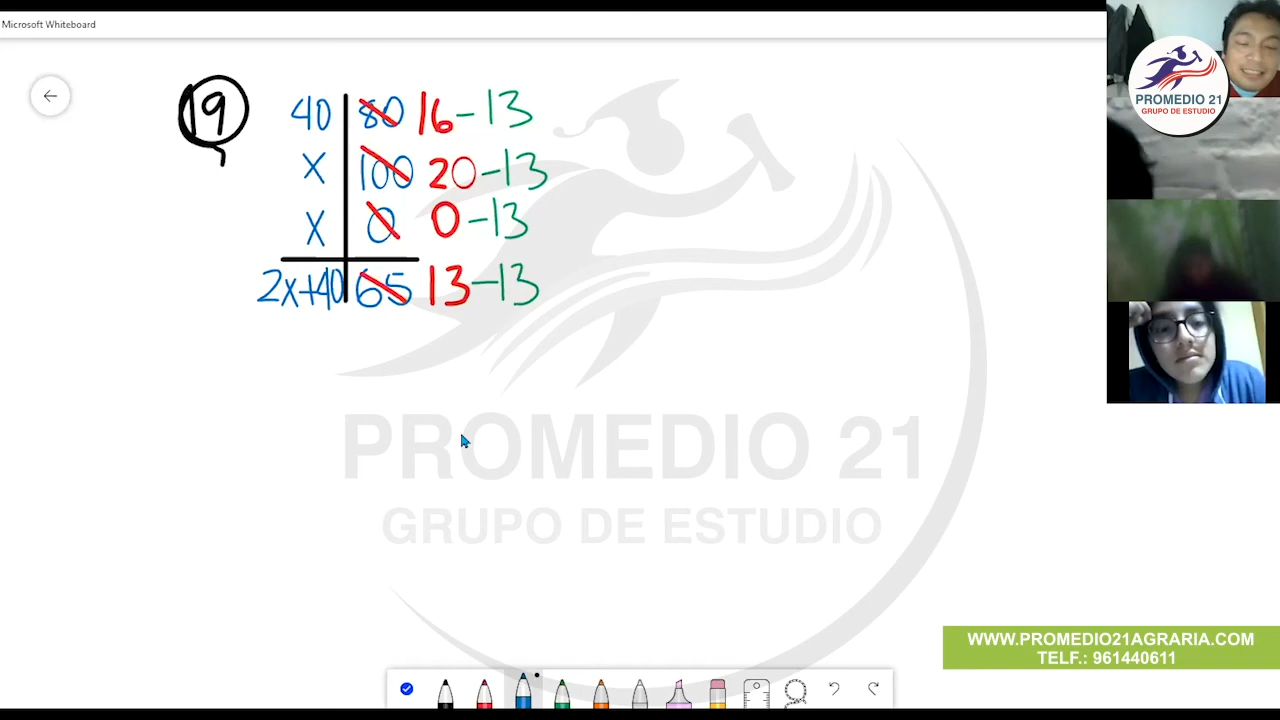 Microsoft Whiteboard
19
40 80 16 -13
x 100 20 -13
x 0 0 -13
2x+40 65 13 -13
PROMEDIO 21
GRUPO DE ESTUDIO
PROMEDIO 21
GRUPO DE ESTUDIO
WWW.PROMEDIO21AGRARIA.COM
TELF.: 961440611